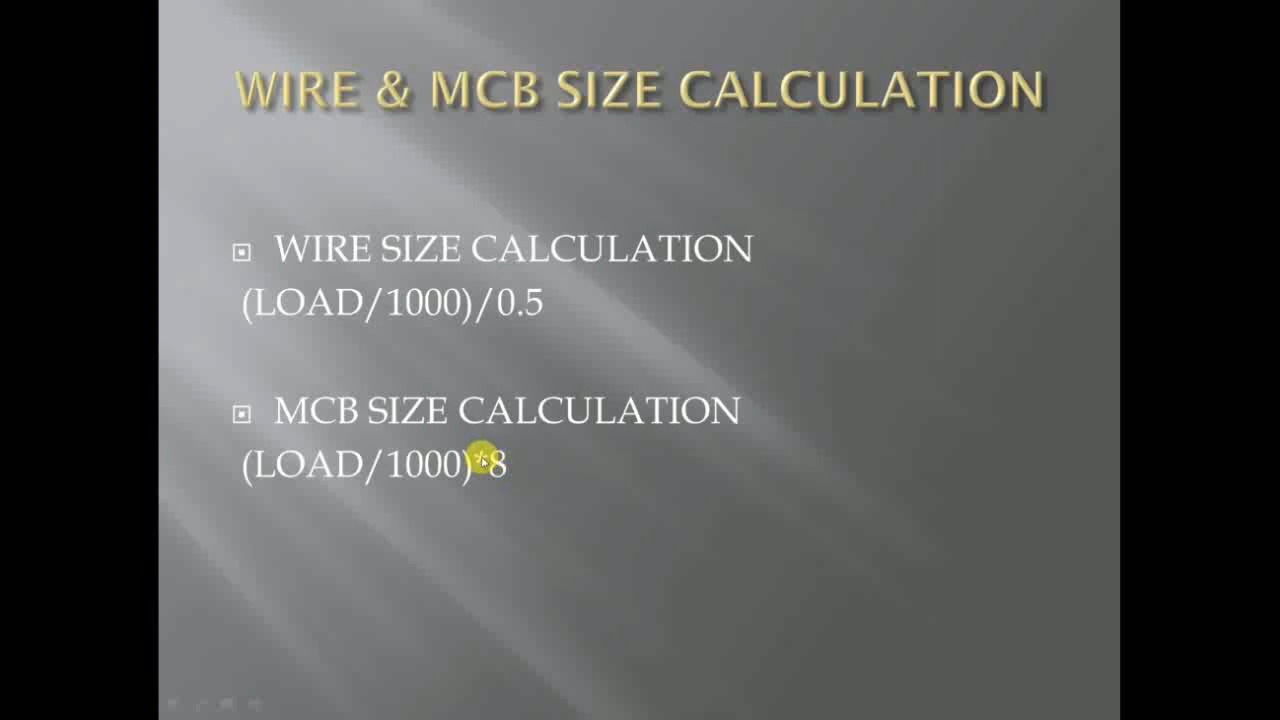 WIRE & MCB SIZE CALCULATION
WIRE SIZE CALCULATION
(LOAD/1000)/0.5
MCB SIZE CALCULATION
(LOAD/1000)*8